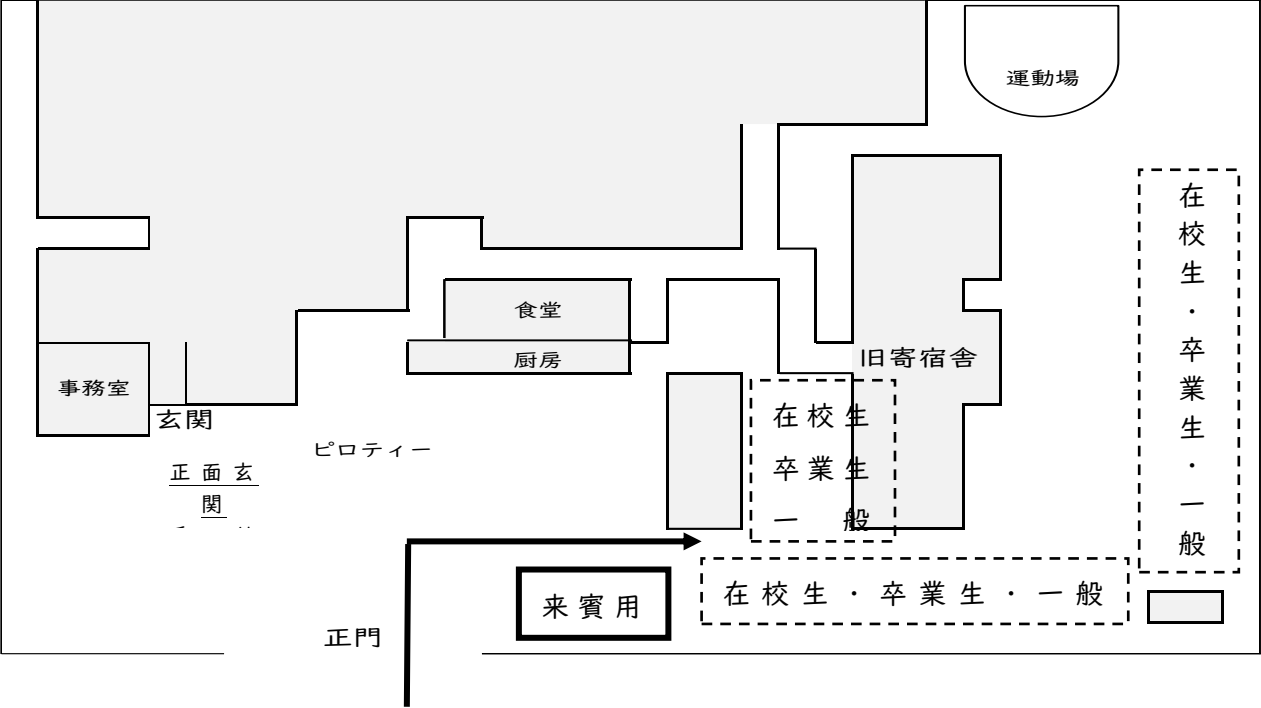 運動場
在校生・卒業生・一般
食堂
厨房
旧寄宿舎
事務室
玄関
ピロティー
正面玄
関
在校生
卒業生
一 般
在校生・卒業生・一般
来賓用
正門